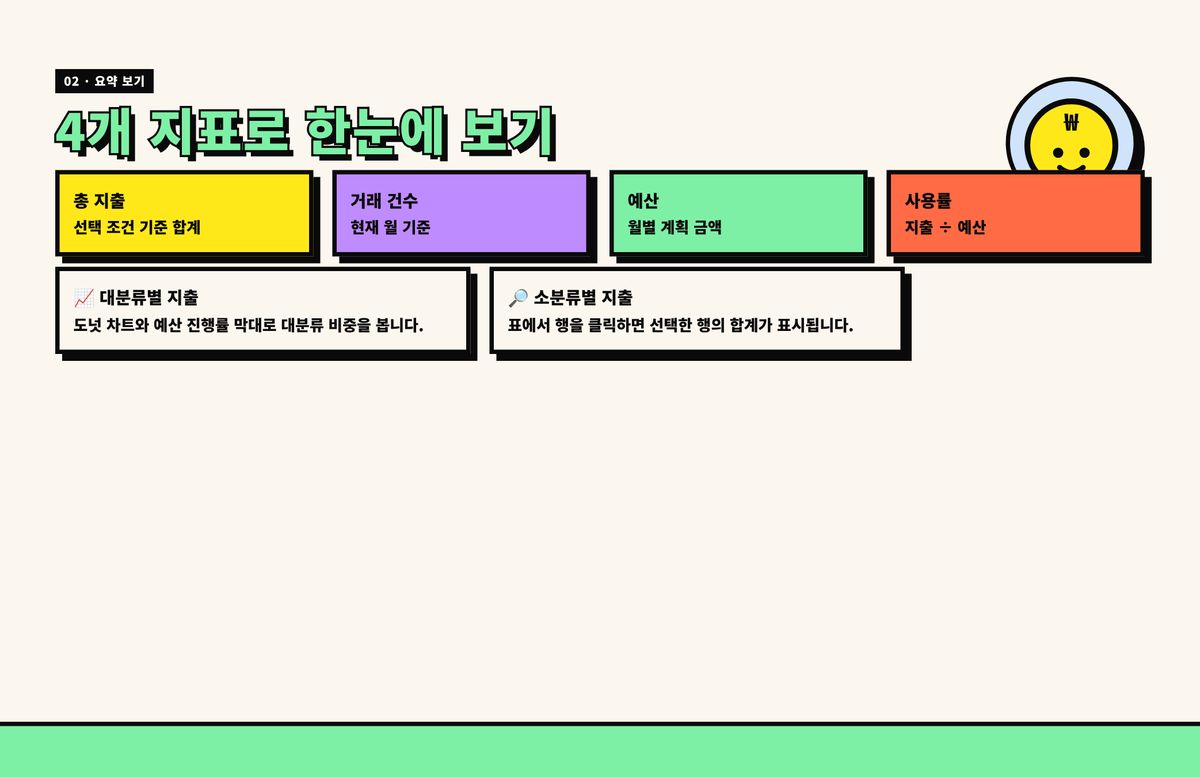 02 · 요약 보기
4개 지표로 한눈에 보기
₩
총 지출
선택 조건 기준 합계
거래 건수
현재 월 기준
예산
월별 계획 금액
사용률
지출 ÷ 예산
📈 대분류별 지출
도넛 차트와 예산 진행률 막대로 대분류 비중을 봅니다.
🔎 소분류별 지출
표에서 행을 클릭하면 선택한 행의 합계가 표시됩니다.